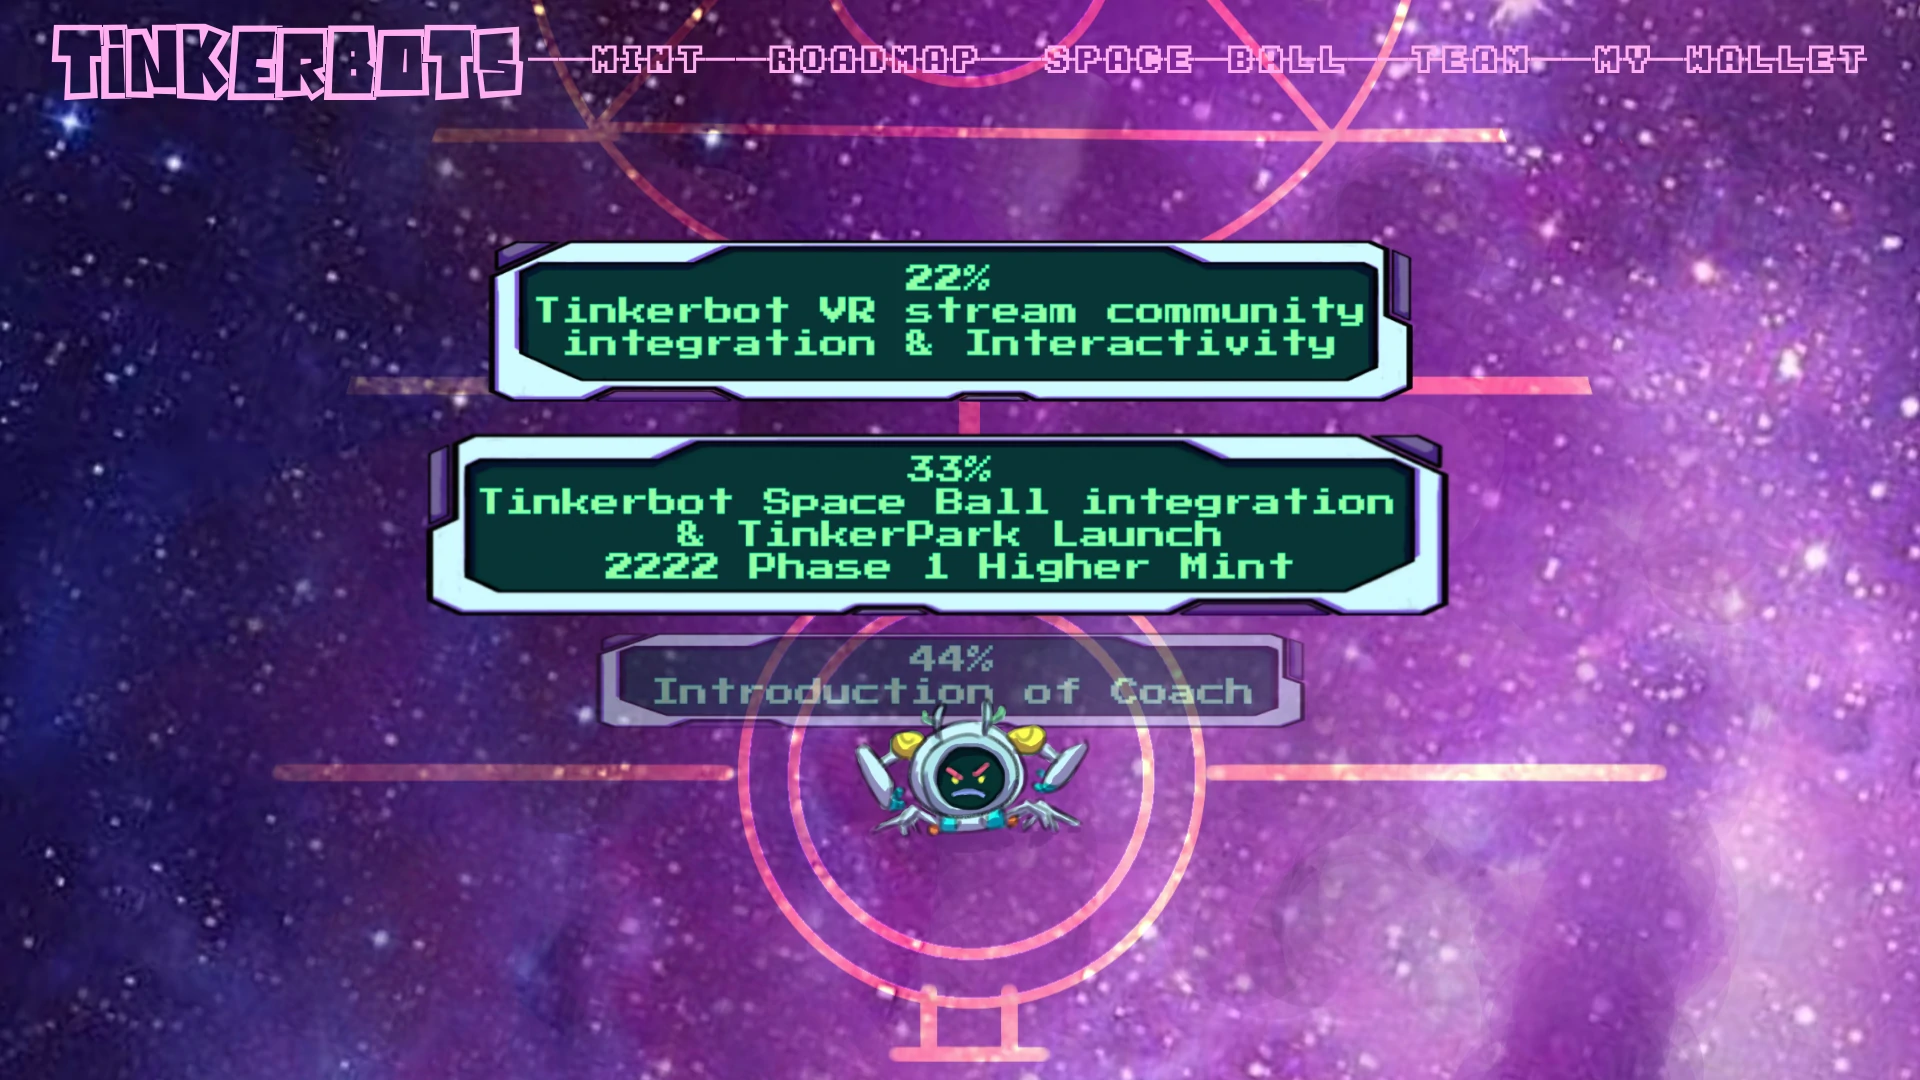 TiNKERBOTS
MINT ROADMAP SPACE BALL TEAM MY WALLET
22%
Tinkerbot VR stream community
integration & Interactivity
33%
Tinkerbot Space Ball integration
& TinkerPark Launch
2222 Phase 1 Higher Mint
44%
Introduction of Coach